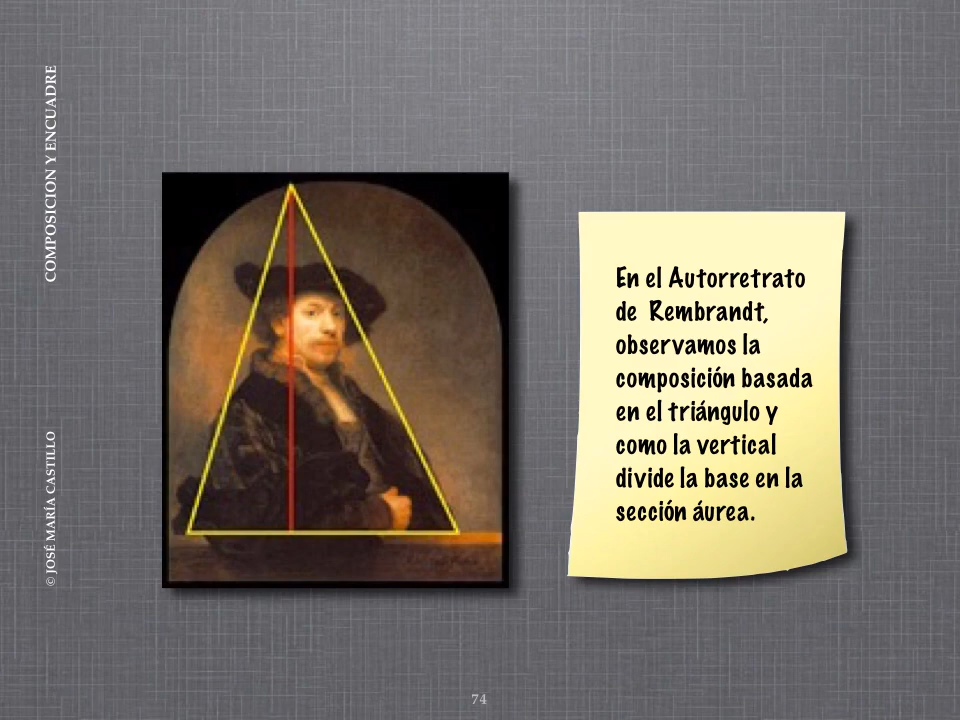 COMPOSICION Y ENCUADRE
© JOSÉ MARÍA CASTILLO
En el Autorretrato
de Rembrandt,
observamos la
composición basada
en el triángulo y
como la vertical
divide la base en la
sección áurea.
74